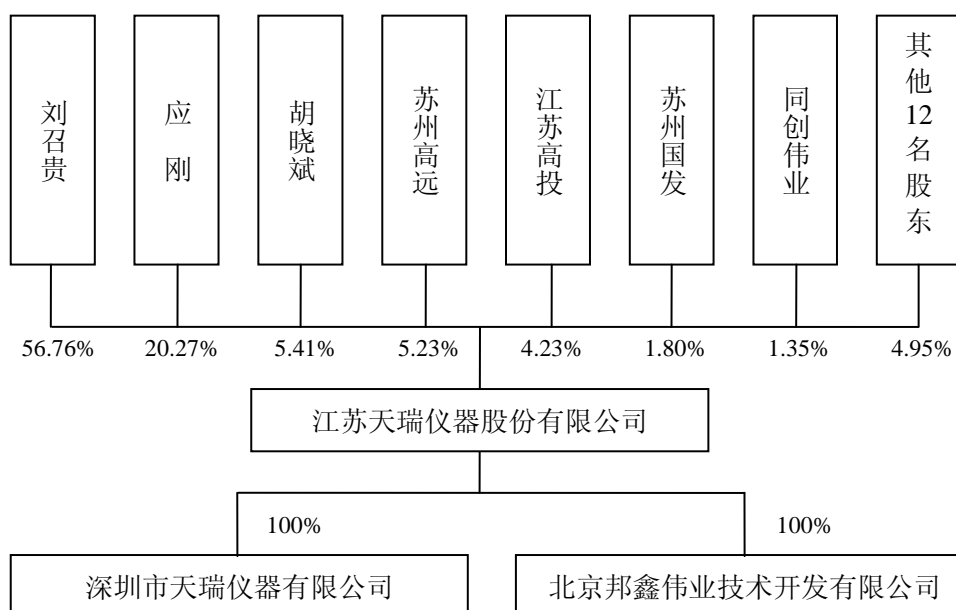 刘召贵
应刚
胡晓斌
苏州高远
江苏高投
苏州国发
同创伟业
其他12名股东
56.76%
20.27%
5.41%
5.23%
4.23%
1.80%
1.35%
4.95%
江苏天瑞仪器股份有限公司
100%
100%
深圳市天瑞仪器有限公司
北京邦鑫伟业技术开发有限公司